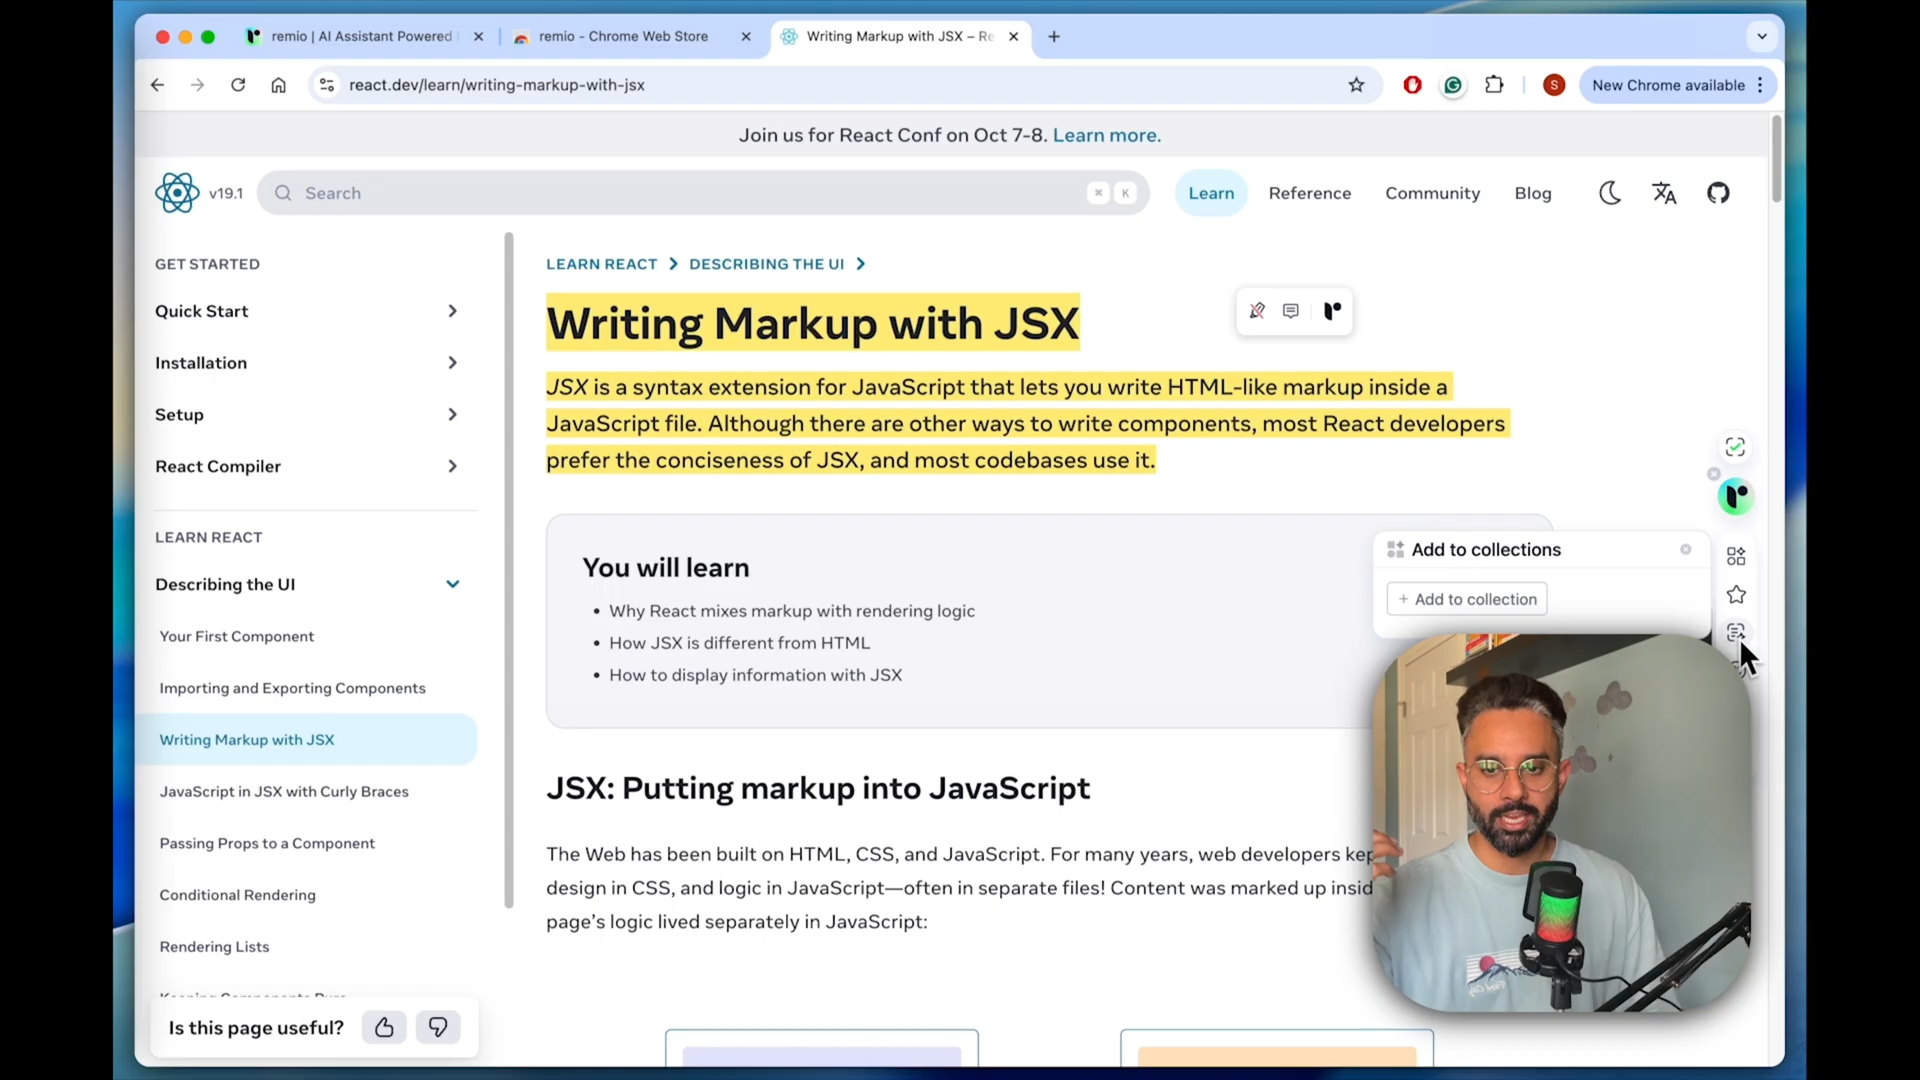 remio | AI Assistant Powered
remio - Chrome Web Store
Writing Markup with JSX – Re
react.dev/learn/writing-markup-with-jsx
S
New Chrome available
Join us for React Conf on Oct 7-8. Learn more.
v19.1
Search
⌘ K
Learn
Reference
Community
Blog
GET STARTED
Quick Start
Installation
Setup
React Compiler
LEARN REACT
Describing the UI
Your First Component
Importing and Exporting Components
Writing Markup with JSX
JavaScript in JSX with Curly Braces
Passing Props to a Component
Conditional Rendering
Rendering Lists
Is this page useful?
LEARN REACT
DESCRIBING THE UI
Writing Markup with JSX
JSX is a syntax extension for JavaScript that lets you write HTML-like markup inside a
JavaScript file. Although there are other ways to write components, most React developers
prefer the conciseness of JSX, and most codebases use it.
You will learn
• Why React mixes markup with rendering logic
• How JSX is different from HTML
• How to display information with JSX
Add to collections
+ Add to collection
JSX: Putting markup into JavaScript
The Web has been built on HTML, CSS, and JavaScript. For many years, web developers kep
design in CSS, and logic in JavaScript—often in separate files! Content was marked up insid
page’s logic lived separately in JavaScript: